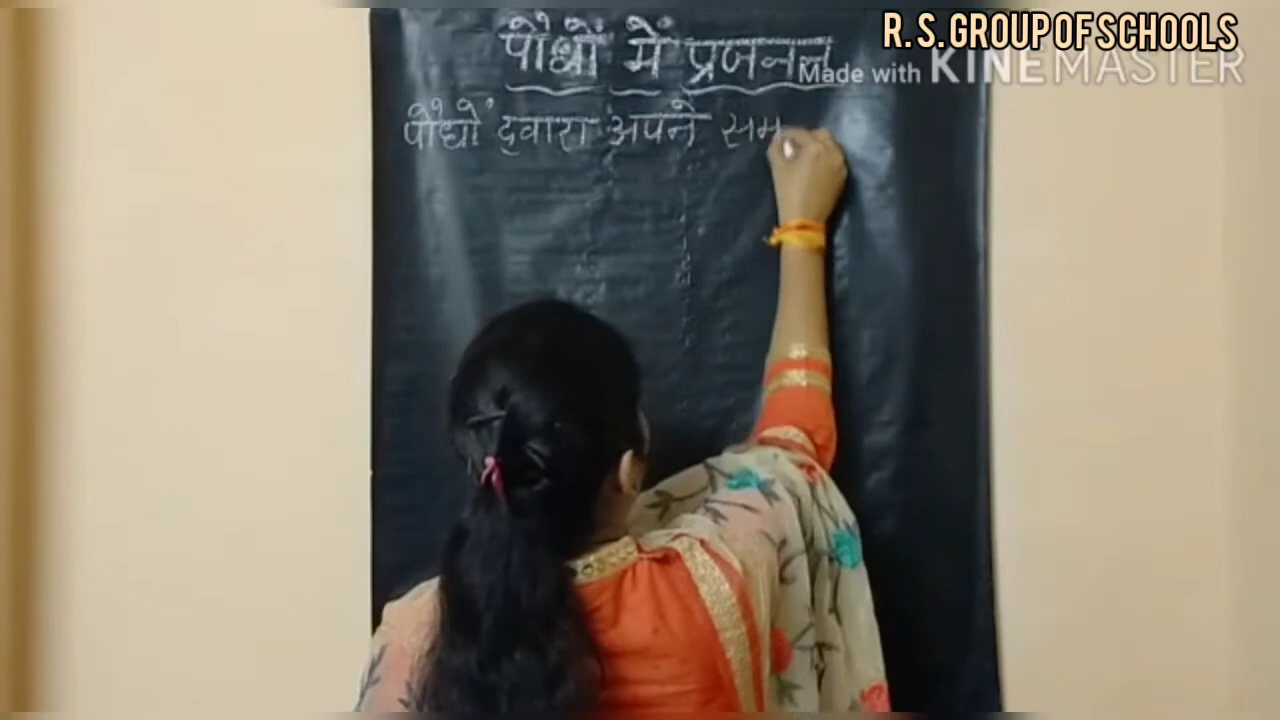 R. S. GROUP OF SCHOOLS
Made with KINEMASTER
पौधों में प्रजनन
पौधों द्वारा अपने सम